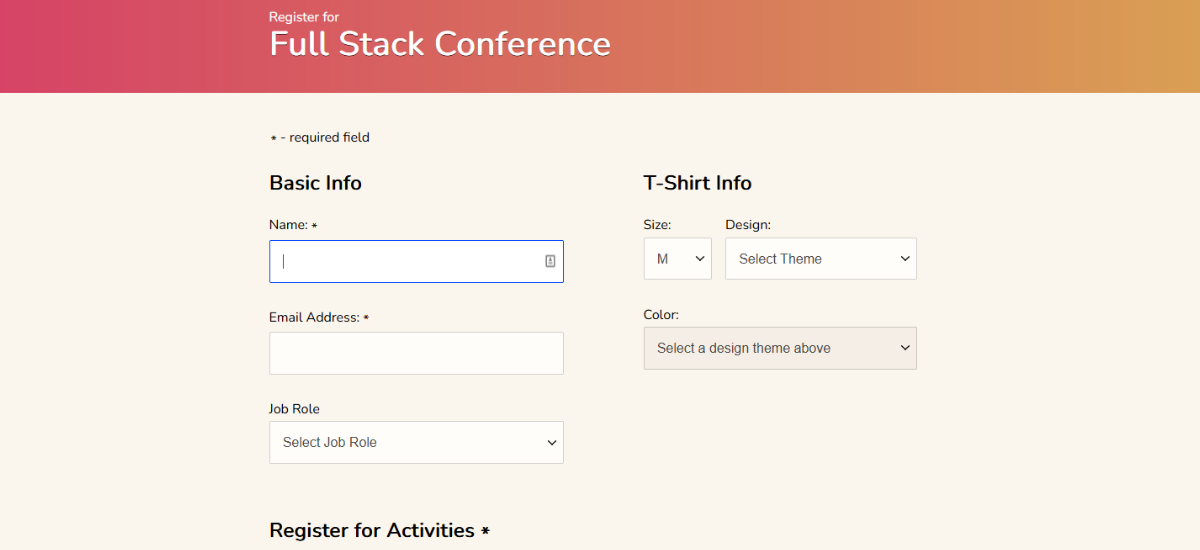 Register for
Full Stack Conference
* - required field
Basic Info
Name: *
Email Address: *
Job Role
Select Job Role
T-Shirt Info
Size:
Design:
M
Select Theme
Color:
Select a design theme above
Register for Activities *